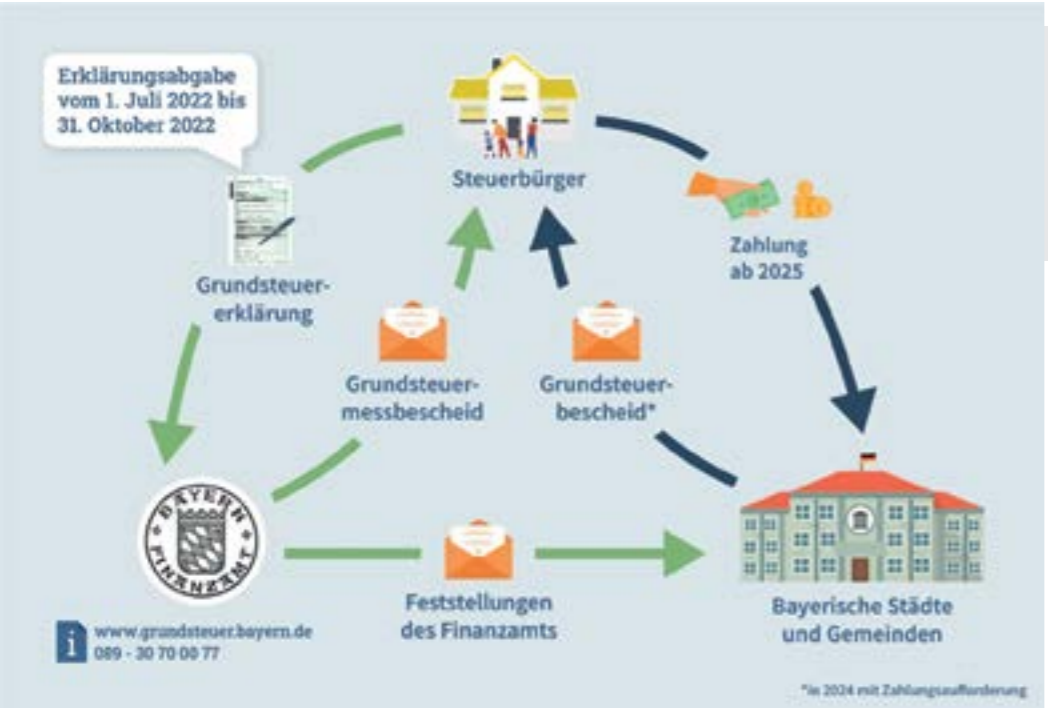 Erklärungsabgabe
vom 1. Juli 2022 bis
31. Oktober 2022
Steuerbürger
Grundsteuer-
erklärung
Zahlung
ab 2025
Grundsteuer-
messbescheid
Grundsteuer-
bescheid*
BAYERN
FINANZAMT
Feststellungen
des Finanzamts
Bayerische Städte
und Gemeinden
i
www.grundsteuer.bayern.de
089 - 30 70 00 77
*in 2024 mit Zahlungsaufforderung